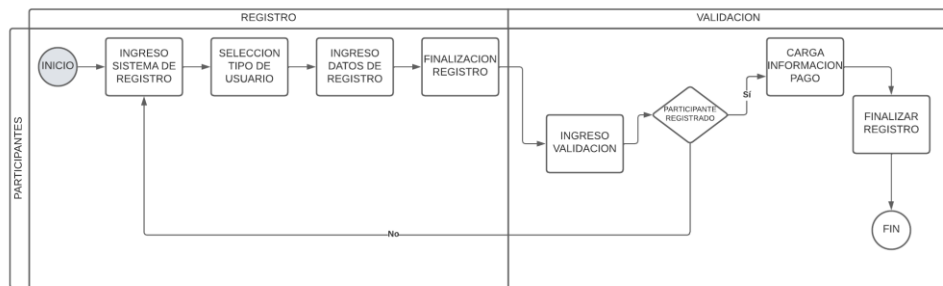 REGISTRO
VALIDACION
PARTICIPANTES
INICIO
INGRESO
SISTEMA DE
REGISTRO
SELECCION
TIPO DE
USUARIO
INGRESO
DATOS DE
REGISTRO
FINALIZACION
REGISTRO
INGRESO
VALIDACION
PARTICIPANTE
REGISTRADO
Sí
No
CARGA
INFORMACION
PAGO
FINALIZAR
REGISTRO
FIN